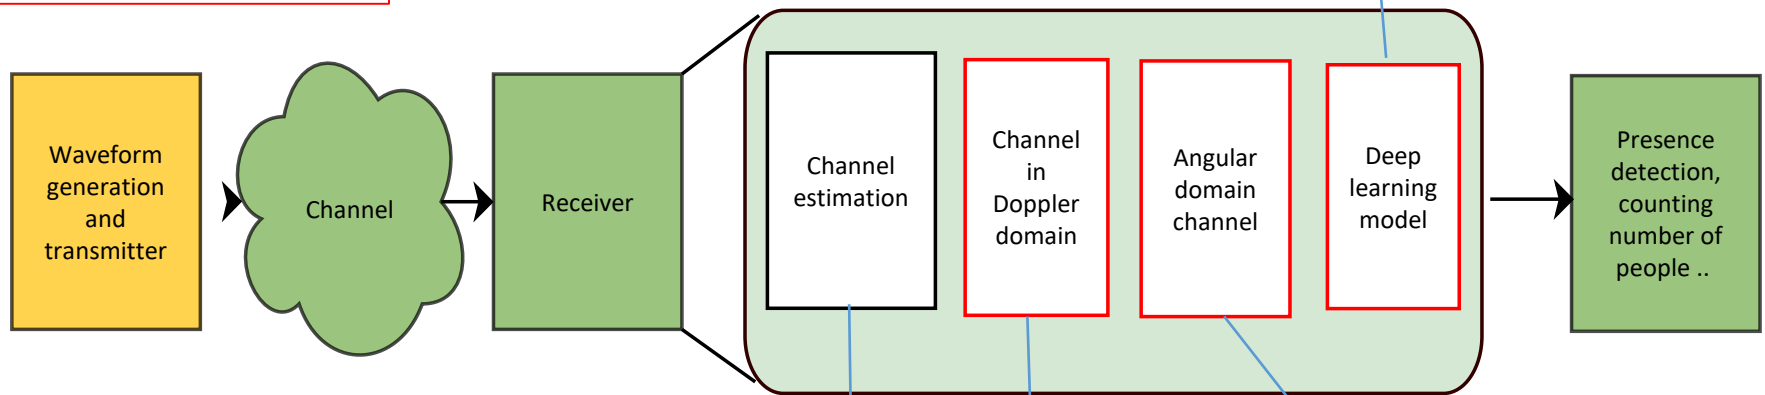 Waveform
generation
and
transmitter
Channel
Receiver
Channel
estimation
Channel
in
Doppler
domain
Angular
domain
channel
Deep
learning
model
Presence
detection,
counting
number of
people ..